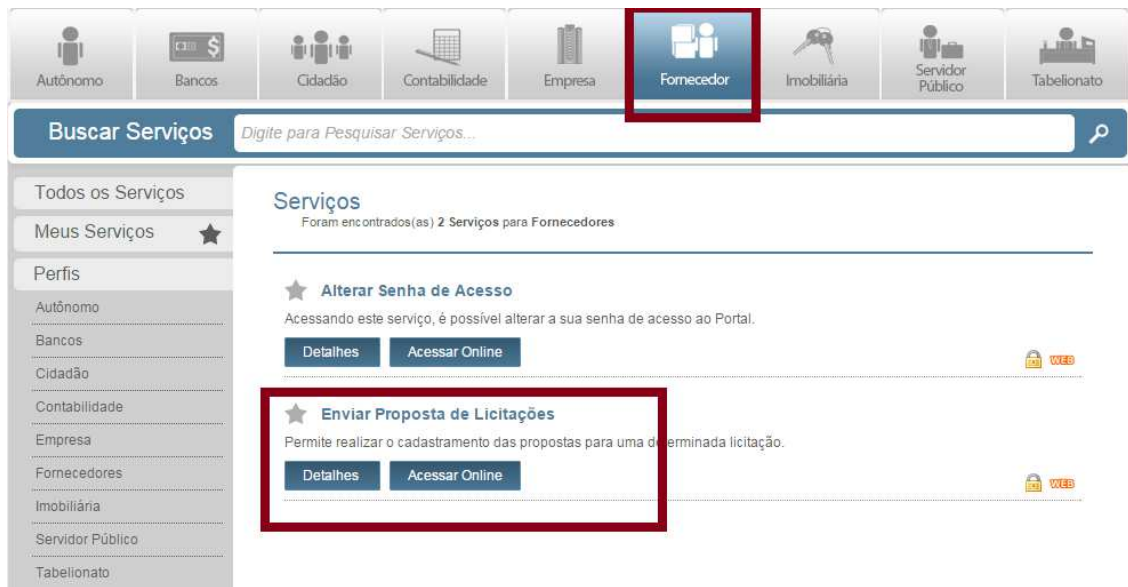 Autônomo
Bancos
Cidadão
Contabilidade
Empresa
Fornecedor
Imobiliária
Servidor
Público
Tabelionato
Buscar Serviços
Digite para Pesquisar Serviços...
Todos os Serviços
Meus Serviços
Perfis
Autônomo
Bancos
Cidadão
Contabilidade
Empresa
Fornecedores
Imobiliária
Servidor Público
Tabelionato
Serviços
Foram encontrados(as) 2 Serviços para Fornecedores
Alterar Senha de Acesso
Acessando este serviço, é possível alterar a sua senha de acesso ao Portal.
Detalhes
Acessar Online
WEB
Enviar Proposta de Licitações
Permite realizar o cadastramento das propostas para uma determinada licitação.
Detalhes
Acessar Online
WEB